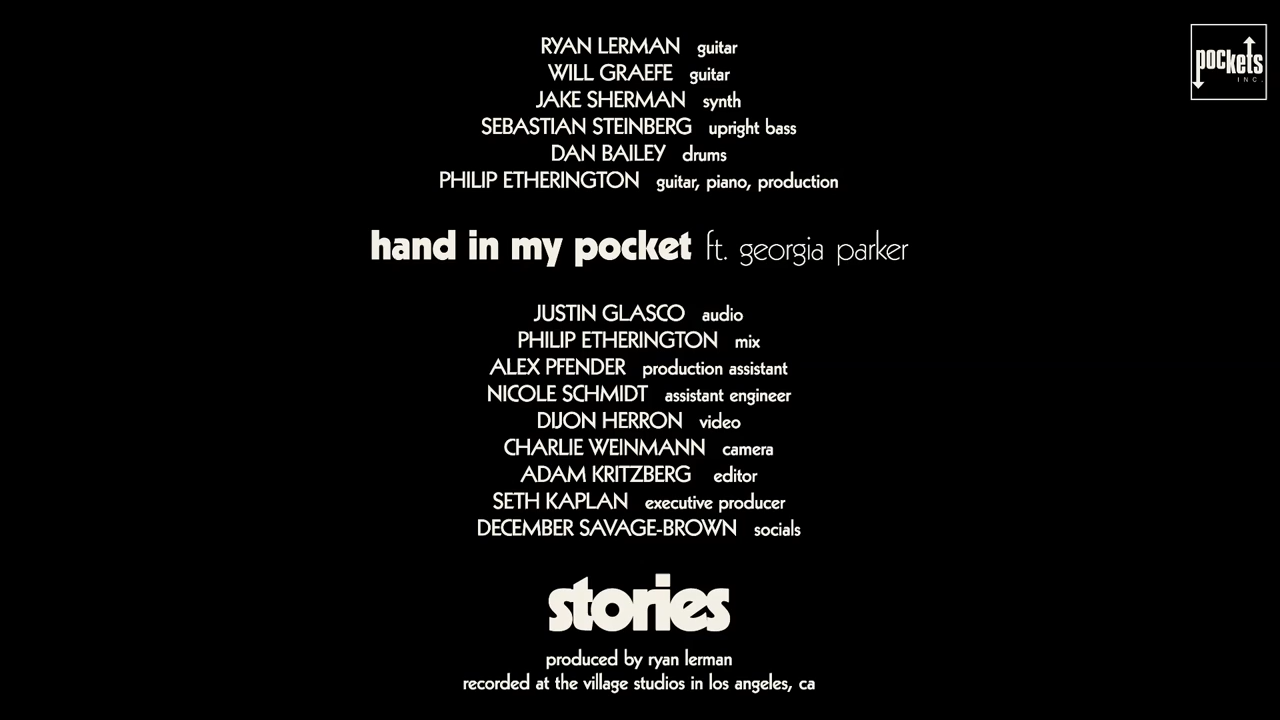 RYAN LERMAN guitar
WILL GRAEFE guitar
JAKE SHERMAN synth
SEBASTIAN STEINBERG upright bass
DAN BAILEY drums
PHILIP ETHERINGTON guitar, piano, production
hand in my pocket ft. georgia parker
JUSTIN GLASCO audio
PHILIP ETHERINGTON mix
ALEX PFENDER production assistant
NICOLE SCHMIDT assistant engineer
DIJON HERRON video
CHARLIE WEINMANN camera
ADAM KRITZBERG editor
SETH KAPLAN executive producer
DECEMBER SAVAGE-BROWN socials
stories
produced by ryan lerman
recorded at the village studios in los angeles, ca
pockets
INC.